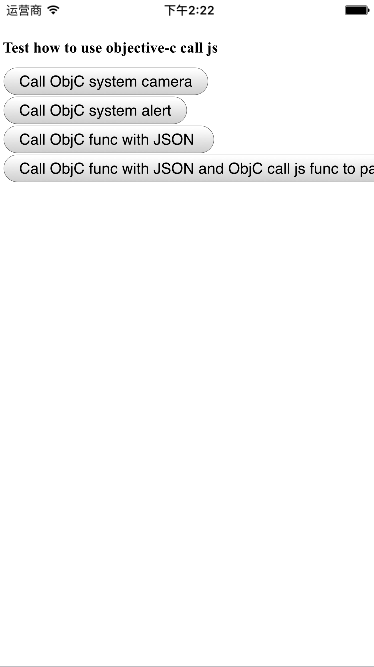 运营商 下午2:22
Test how to use objective-c call js
Call ObjC system camera
Call ObjC system alert
Call ObjC func with JSON
Call ObjC func with JSON and ObjC call js func to pa